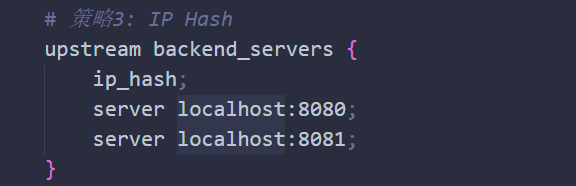 # 策略3: IP Hash
upstream backend_servers {
ip_hash;
server localhost:8080;
server localhost:8081;
}